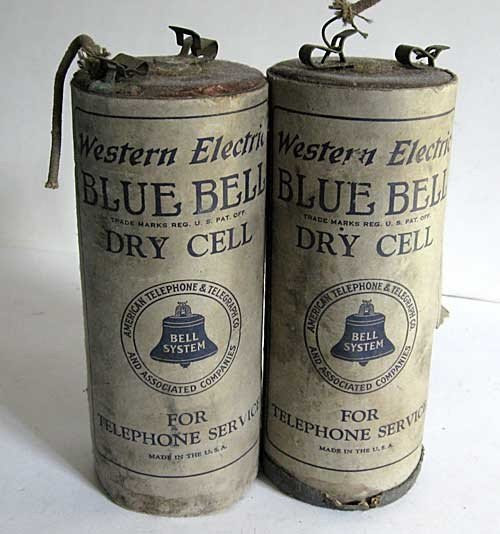 Western Electric
BLUE BELL
TRADE MARKS REG. U. S. PAT. OFF.
DRY CELL
AMERICAN TELEPHONE & TELEGRAPH CO.
AND ASSOCIATED COMPANIES
BELL
SYSTEM
FOR
TELEPHONE SERVICE
MADE IN THE U.S.A.
Western Electric
BLUE BELL
TRADE MARKS REG. U. S. PAT. OFF.
DRY CELL
AMERICAN TELEPHONE & TELEGRAPH CO.
AND ASSOCIATED COMPANIES
BELL
SYSTEM
FOR
TELEPHONE SERVICE
MADE IN THE U.S.A.